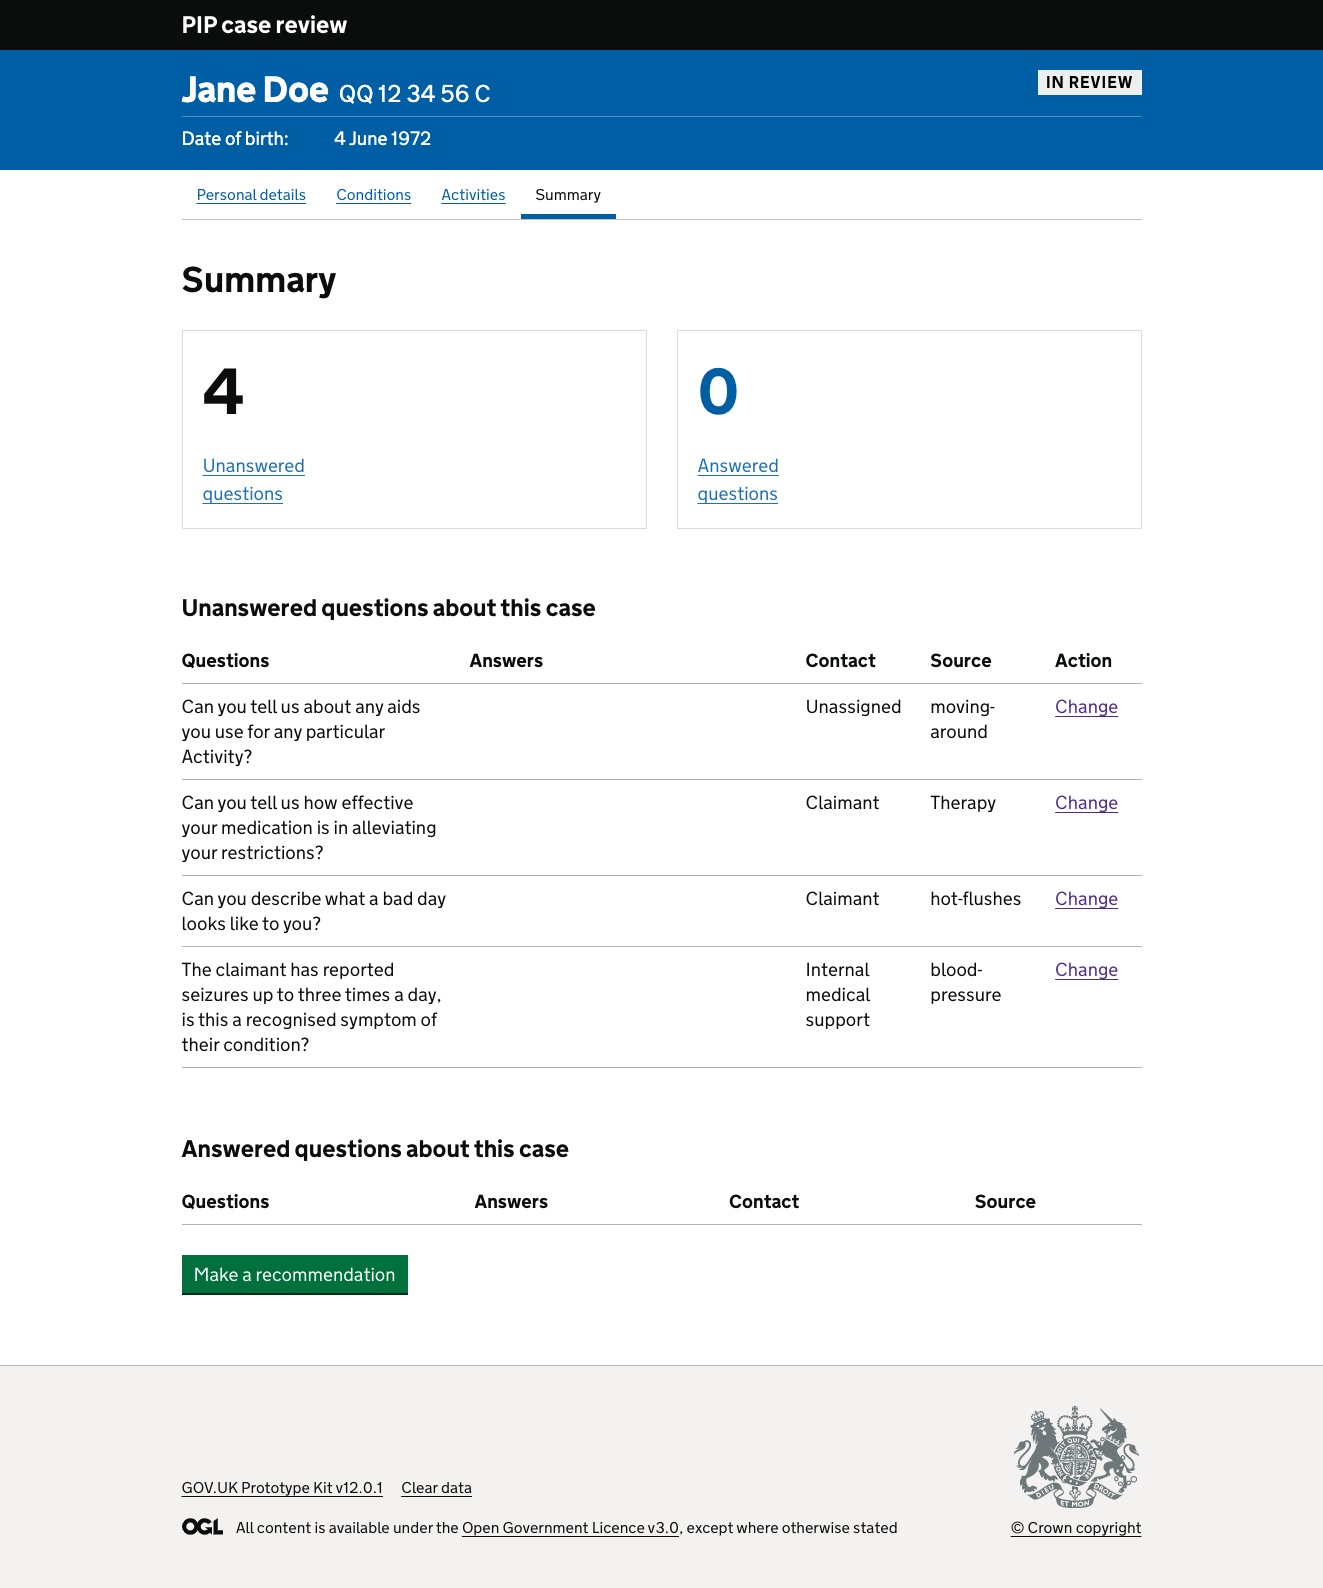 PIP case review
Jane Doe QQ 12 34 56 C
IN REVIEW
Date of birth: 4 June 1972
Personal details Conditions Activities Summary
Summary
4
Unanswered
questions
0
Answered
questions
Unanswered questions about this case
Questions Answers Contact Source Action
Can you tell us about any aids
you use for any particular
Activity?
Unassigned
moving-
around
Change
Can you tell us how effective
your medication is in alleviating
your restrictions?
Claimant
Therapy
Change
Can you describe what a bad day
looks like to you?
Claimant
hot-flushes
Change
The claimant has reported
seizures up to three times a day,
is this a recognised symptom of
their condition?
Internal
medical
support
blood-
pressure
Change
Answered questions about this case
Questions Answers Contact Source
Make a recommendation
GOV.UK Prototype Kit v12.0.1 Clear data
OGL All content is available under the Open Government Licence v3.0, except where otherwise stated
DIEU ET MON DROIT
© Crown copyright